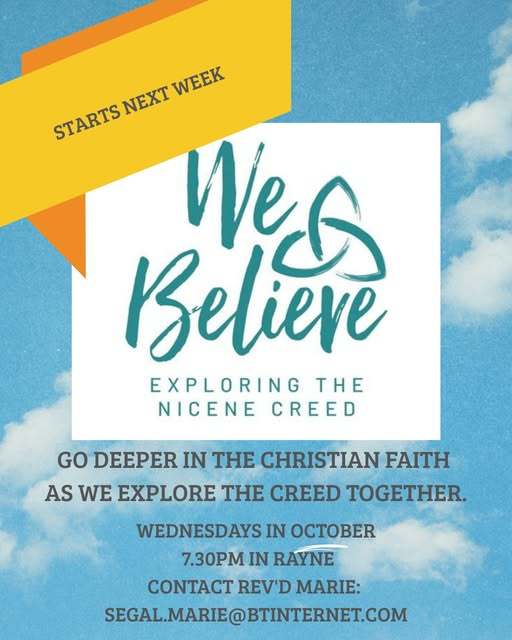 STARTS NEXT WEEK
We
Believe
EXPLORING THE
NICENE CREED
GO DEEPER IN THE CHRISTIAN FAITH
AS WE EXPLORE THE CREED TOGETHER.
WEDNESDAYS IN OCTOBER
7.30PM IN RAYNE
CONTACT REV'D MARIE:
SEGAL.MARIE@BTINTERNET.COM